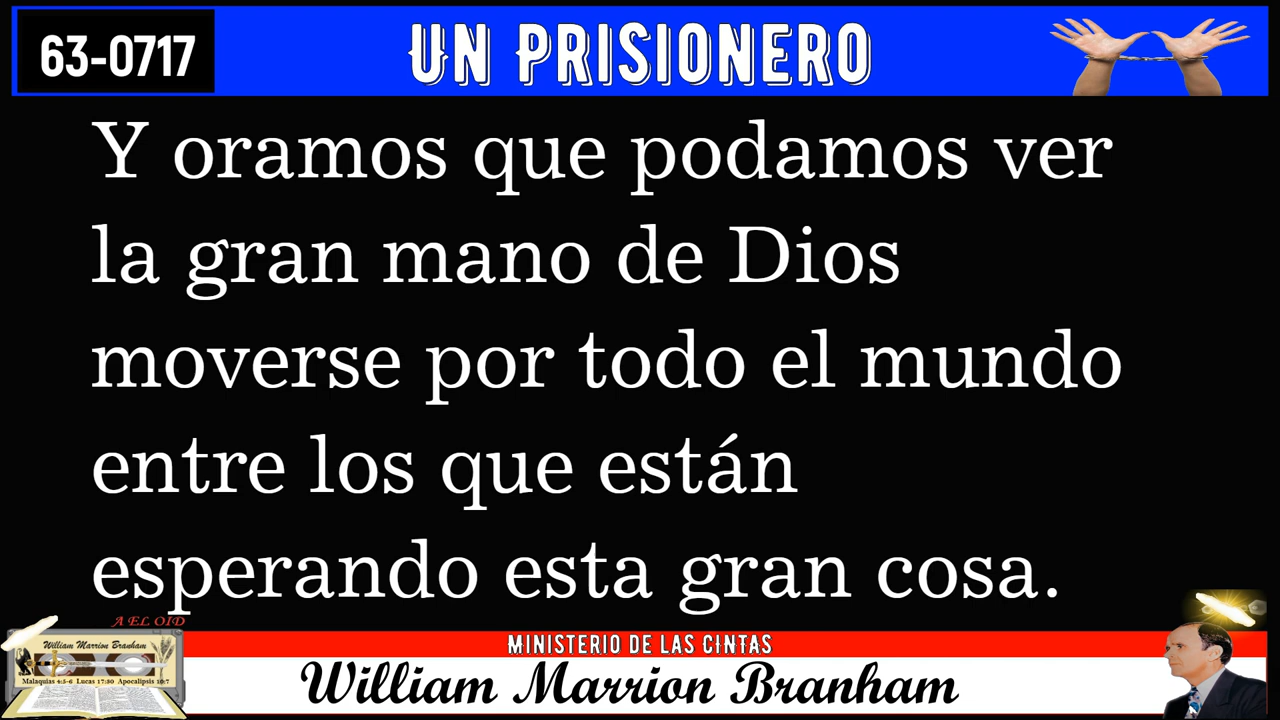 63-0717
UN PRISIONERO
Y oramos que podamos ver
la gran mano de Dios
moverse por todo el mundo
entre los que están
esperando esta gran cosa.
A EL OID
William Marrion Branham
Malaquias 4:5-6 Lucas 17:30 Apocalipsis 10:7
MINISTERIO DE LAS CINTAS
William Marrion Branham